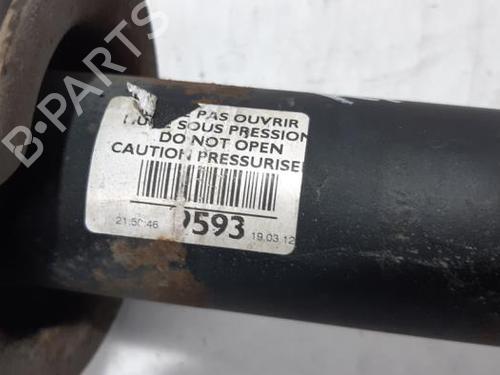 PAS OUVRIR
SOUS PRESSION
DO NOT OPEN
CAUTION PRESSURISE
9593
21:50:46
19.03.12
B-PARTS